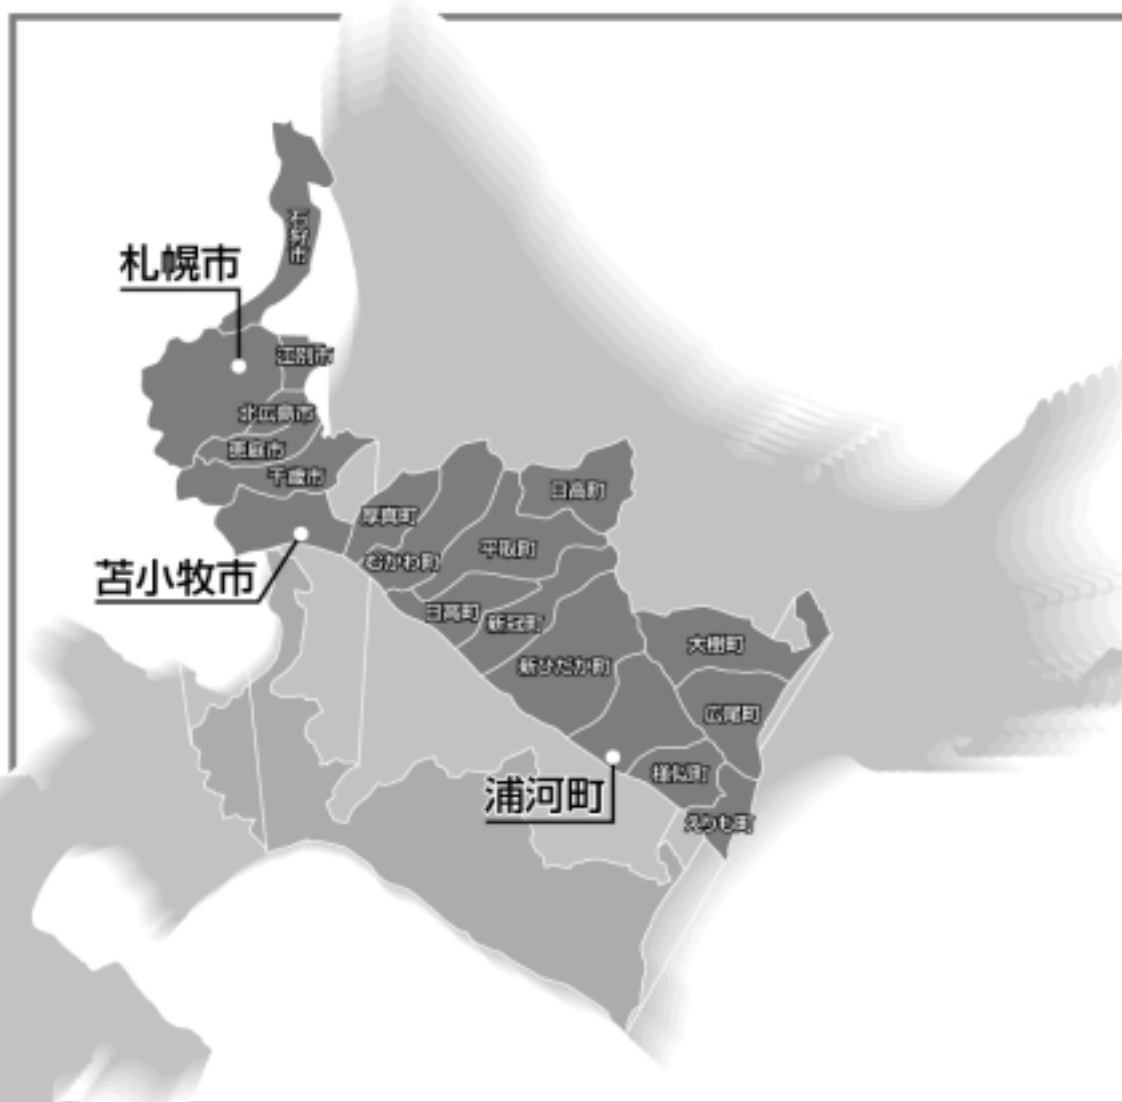 石狩市
札幌市
江別市
北広島市
恵庭市
千歳市
日高町
厚真町
平取町
むかわ町
苫小牧市
日高町
新冠町
大樹町
新ひだか町
広尾町
様似町
浦河町
えりも町